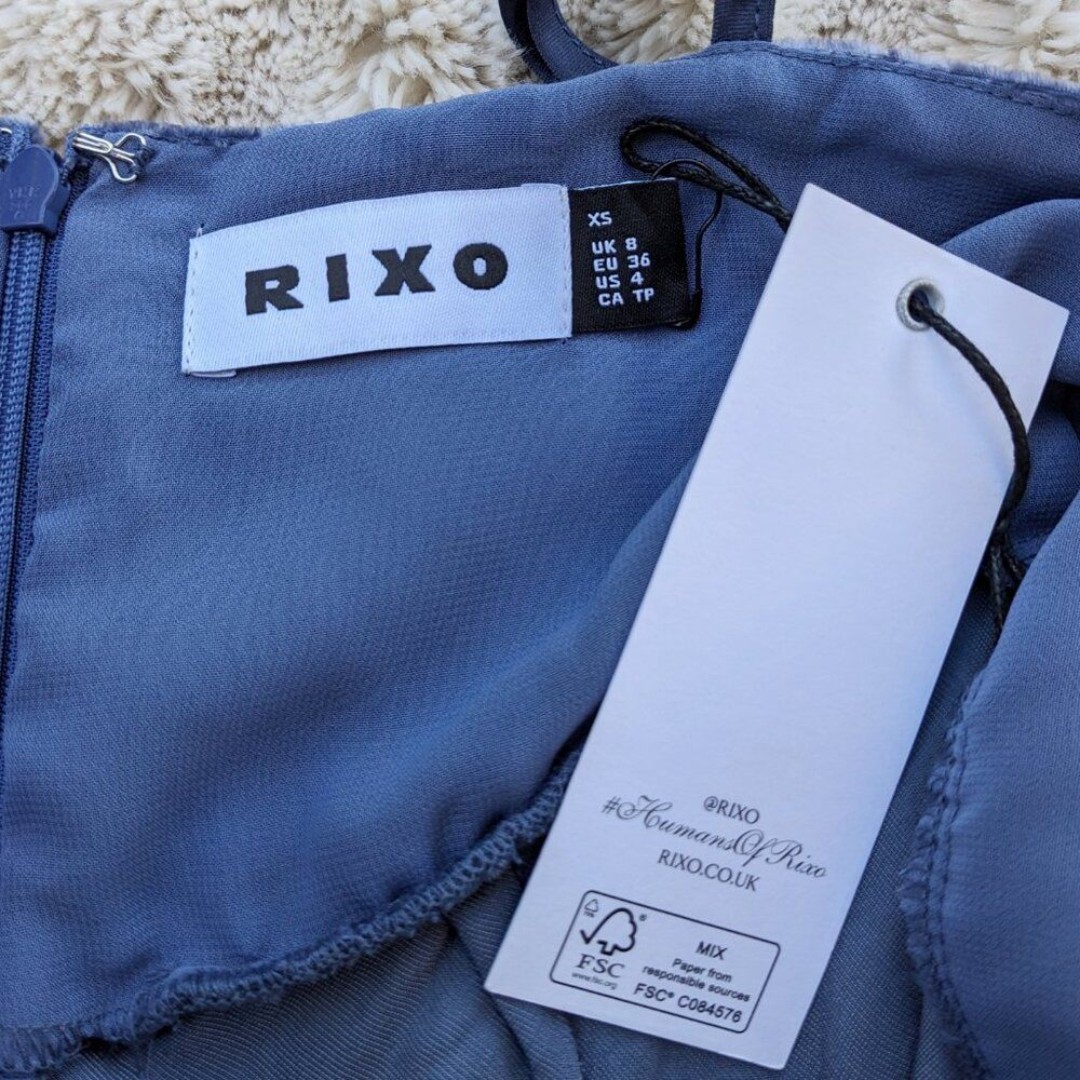 RIXO
XS
UK 8
EU 36
US 4
CA TP
@RIXO
#HumansOfRixo
RIXO.CO.UK
FSC®
www.fsc.org
MIX
Paper from
responsible sources
FSC® C084576